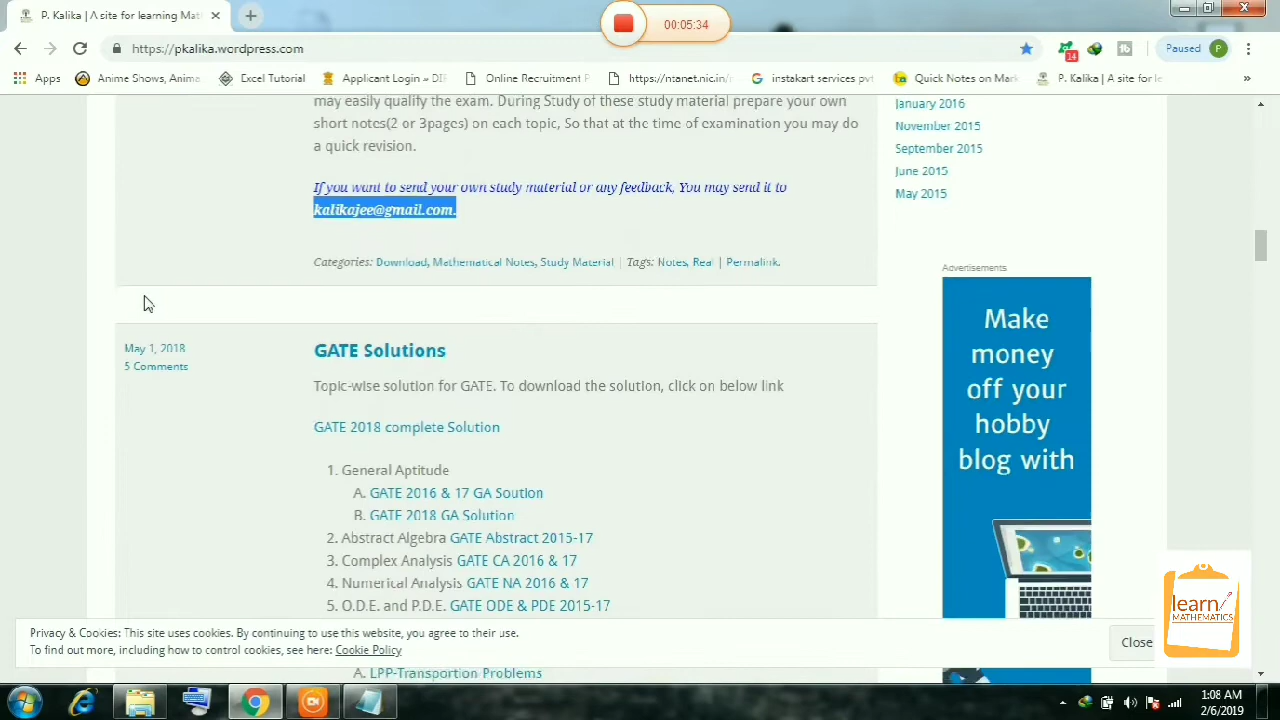 P. Kalika | A site for learning Mat
00:05:34
https://pkalika.wordpress.com
14
Paused
P
Apps
Anime Shows, Anima
Excel Tutorial
Applicant Login – DI
Online Recruitment P
https://ntanet.nic.in/
instakart services pvt
Quick Notes on Mark
P. Kalika | A site for le
»
may easily qualify the exam. During Study of these study material prepare your own
short notes(2 or 3pages) on each topic, So that at the time of examination you may do
a quick revision.
If you want to send your own study material or any feedback, You may send it to
kalikajee@gmail.com.
Categories: Download, Mathematical Notes, Study Material | Tags: Notes, Real | Permalink.
January 2016
November 2015
September 2015
June 2015
May 2015
Advertisements
Make
money
off your
hobby
blog with
May 1, 2018
5 Comments
GATE Solutions
Topic-wise solution for GATE. To download the solution, click on below link
GATE 2018 complete Solution
1. General Aptitude
A. GATE 2016 & 17 GA Soution
B. GATE 2018 GA Solution
2. Abstract Algebra GATE Abstract 2015-17
3. Complex Analysis GATE CA 2016 & 17
4. Numerical Analysis GATE NA 2016 & 17
5. O.D.E. and P.D.E. GATE ODE & PDE 2015-17
Privacy & Cookies: This site uses cookies. By continuing to use this website, you agree to their use.
To find out more, including how to control cookies, see here: Cookie Policy
Close
A. LPP-Transportion Problems
learn
MATHEMATICS
1:08 AM
2/6/2019